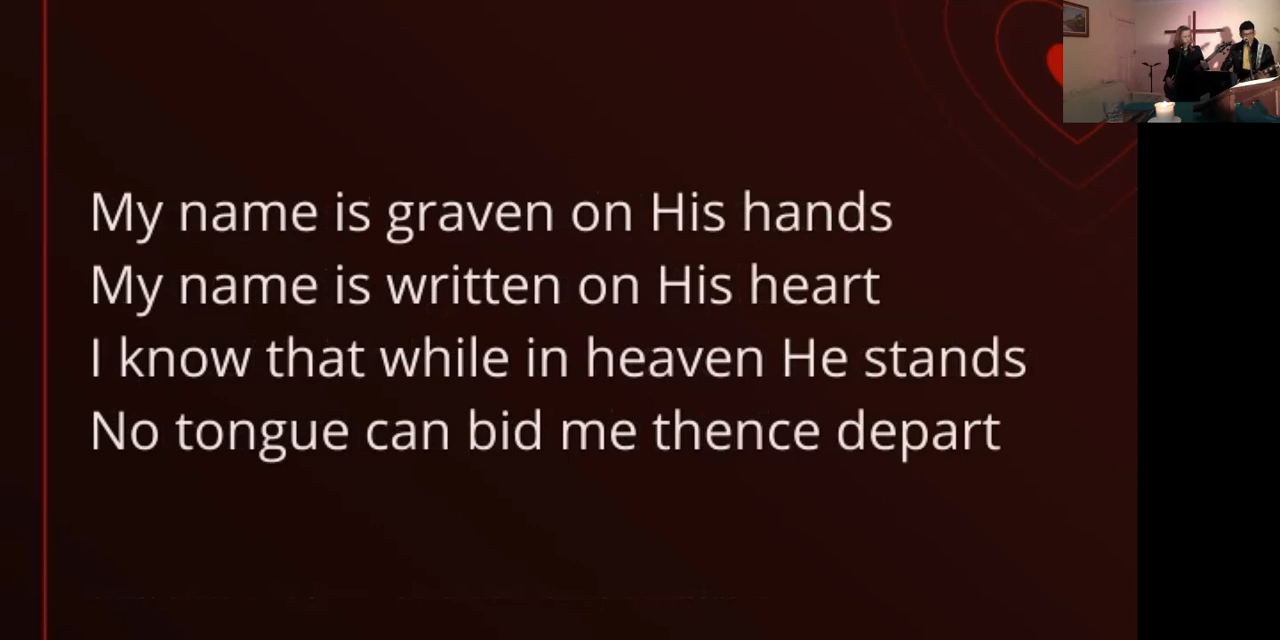 My name is graven on His hands
My name is written on His heart
I know that while in heaven He stands
No tongue can bid me thence depart